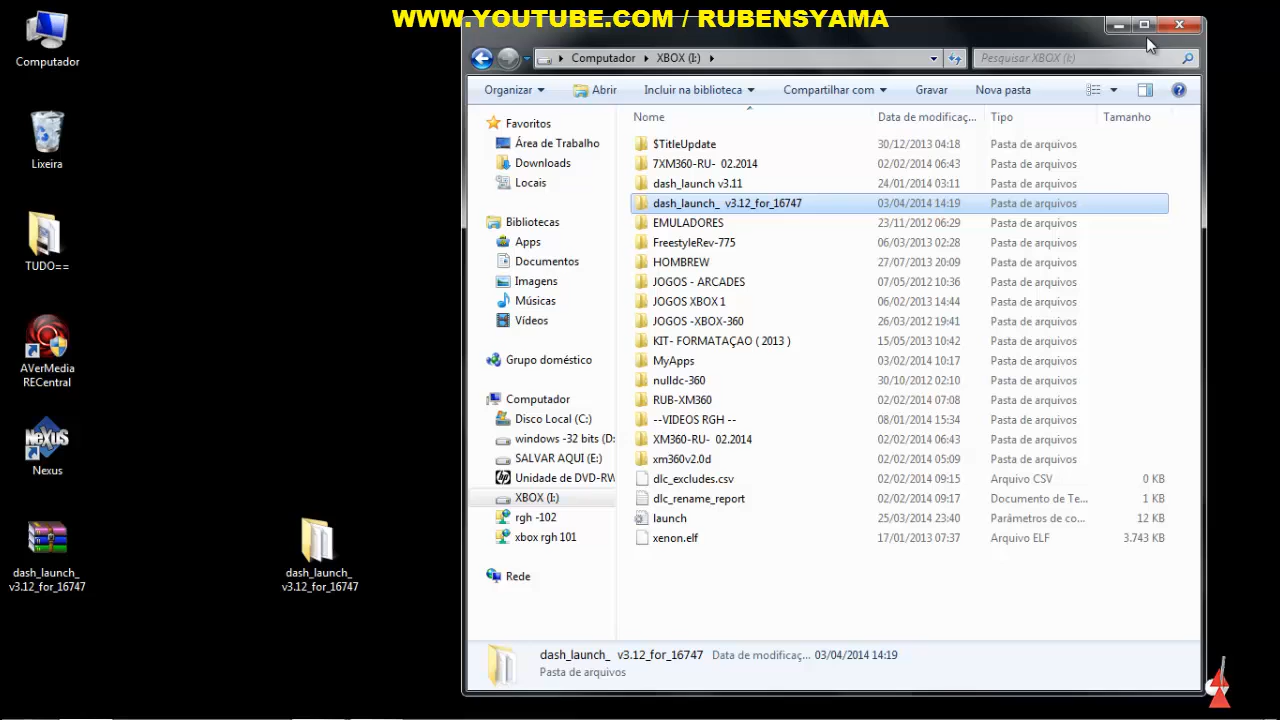 WWW.YOUTUBE.COM / RUBENSYAMA
Computador
Lixeira
TUDO==
AVerMedia
RECentral
Nexus
NeXuS
dash_launch_
v3.12_for_16747
dash_launch_
v3.12_for_16747
Computador XBOX (I:)
Pesquisar XBOX (I:)
Organizar Abrir Incluir na biblioteca Compartilhar com Gravar Nova pasta
Favoritos
Área de Trabalho
Downloads
Locais
Bibliotecas
Apps
Documentos
Imagens
Músicas
Vídeos
Grupo doméstico
Computador
Disco Local (C:)
windows -32 bits (D:
SALVAR AQUI (E:)
Unidade de DVD-RW
XBOX (I:)
rgh -102
xbox rgh 101
Rede
Nome Data de modificaç... Tipo Tamanho
$TitleUpdate 30/12/2013 04:18 Pasta de arquivos
7XM360-RU- 02.2014 02/02/2014 06:43 Pasta de arquivos
dash_launch v3.11 24/01/2014 03:11 Pasta de arquivos
dash_launch_ v3.12_for_16747 03/04/2014 14:19 Pasta de arquivos
EMULADORES 23/11/2012 06:29 Pasta de arquivos
FreestyleRev-775 06/03/2013 02:28 Pasta de arquivos
HOMBREW 27/07/2013 20:09 Pasta de arquivos
JOGOS - ARCADES 07/05/2012 10:36 Pasta de arquivos
JOGOS XBOX 1 06/02/2013 14:44 Pasta de arquivos
JOGOS -XBOX-360 26/03/2012 19:41 Pasta de arquivos
KIT- FORMATAÇAO ( 2013 ) 15/05/2013 10:42 Pasta de arquivos
MyApps 03/02/2014 10:17 Pasta de arquivos
nulldc-360 30/10/2012 02:10 Pasta de arquivos
RUB-XM360 02/02/2014 07:08 Pasta de arquivos
--VIDEOS RGH -- 08/01/2014 15:34 Pasta de arquivos
XM360-RU- 02.2014 02/02/2014 06:43 Pasta de arquivos
xm360v2.0d 02/02/2014 05:09 Pasta de arquivos
dlc_excludes.csv 02/02/2014 09:15 Arquivo CSV 0 KB
dlc_rename_report 02/02/2014 09:17 Documento de Te... 1 KB
launch 25/03/2014 23:40 Parâmetros de co... 12 KB
xenon.elf 17/01/2013 07:37 Arquivo ELF 3.743 KB
dash_launch_ v3.12_for_16747 Data de modificaç... 03/04/2014 14:19
Pasta de arquivos